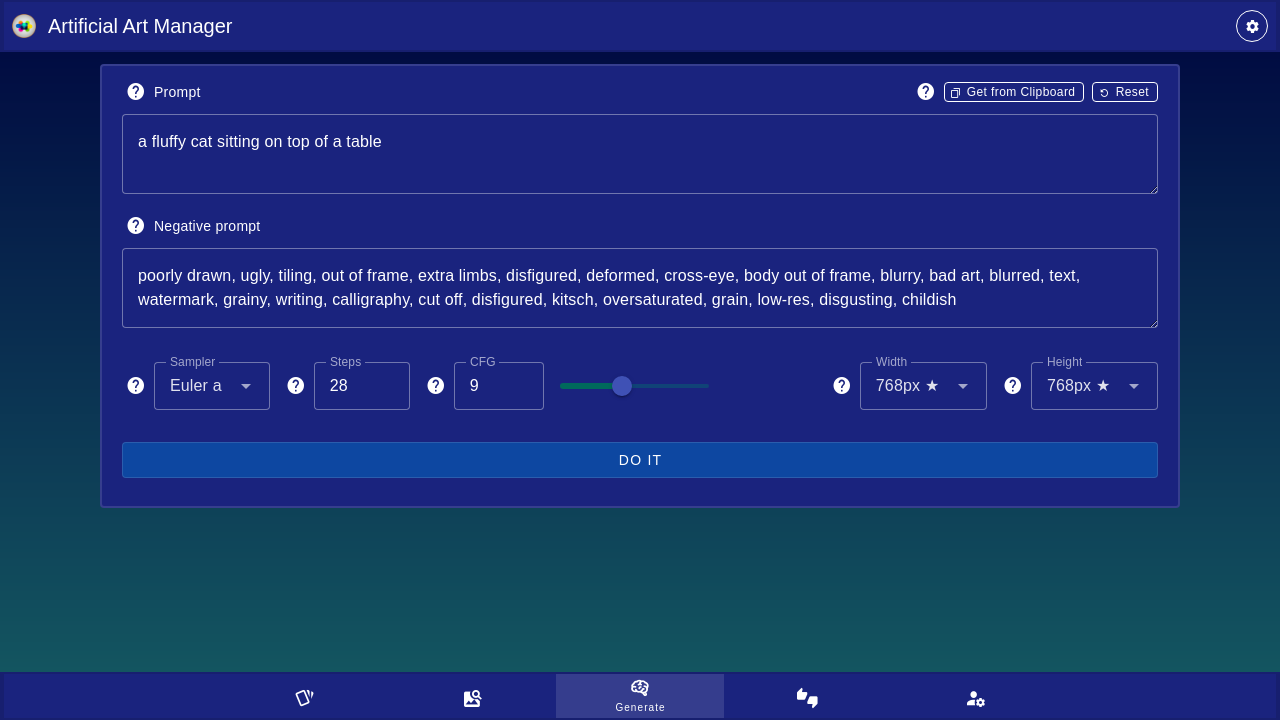 Artificial Art Manager
Prompt
Get from Clipboard
Reset
a fluffy cat sitting on top of a table
Negative prompt
poorly drawn, ugly, tiling, out of frame, extra limbs, disfigured, deformed, cross-eye, body out of frame, blurry, bad art, blurred, text,
watermark, grainy, writing, calligraphy, cut off, disfigured, kitsch, oversaturated, grain, low-res, disgusting, childish
Sampler
Euler a
Steps
28
CFG
9
Width
768px ★
Height
768px ★
DO IT
Generate